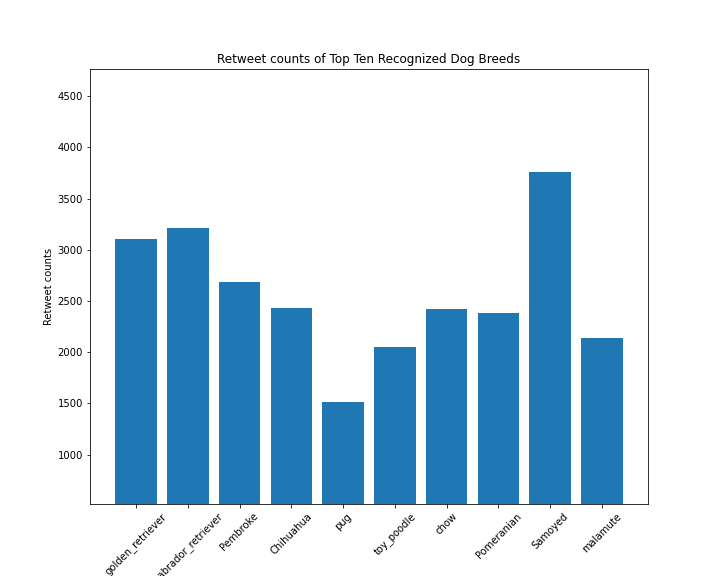 Retweet counts of Top Ten Recognized Dog Breeds
4500
4000
3500
3000
2500
2000
1500
1000
Retweet counts
golden_retriever
abrador_retriever
Pembroke
Chihuahua
pug
toy_poodle
chow
Pomeranian
Samoyed
malamute